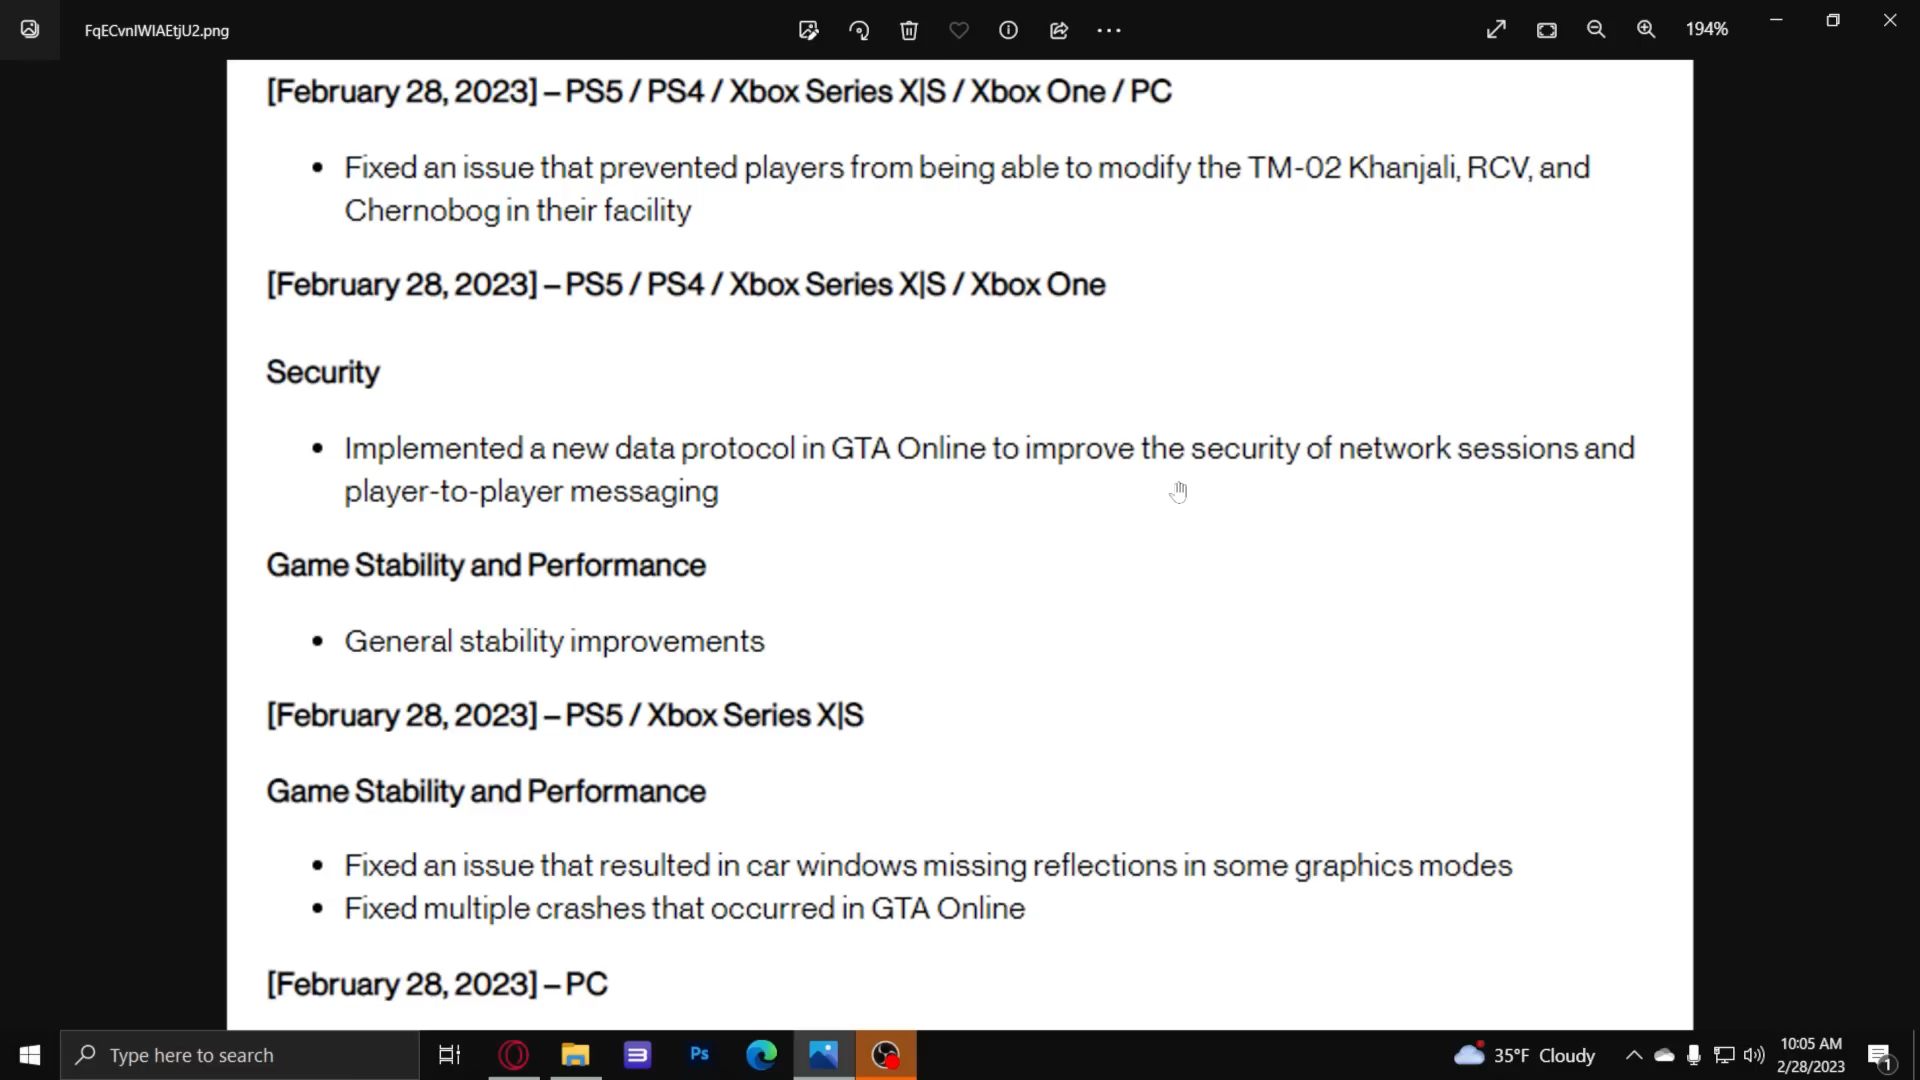 FqECvnIWIAEtjU2.png
194%
[February 28, 2023] – PS5 / PS4 / Xbox Series X|S / Xbox One / PC
• Fixed an issue that prevented players from being able to modify the TM-02 Khanjali, RCV, and
Chernobog in their facility
[February 28, 2023] – PS5 / PS4 / Xbox Series X|S / Xbox One
Security
• Implemented a new data protocol in GTA Online to improve the security of network sessions and
player-to-player messaging
Game Stability and Performance
• General stability improvements
[February 28, 2023] – PS5 / Xbox Series X|S
Game Stability and Performance
• Fixed an issue that resulted in car windows missing reflections in some graphics modes
• Fixed multiple crashes that occurred in GTA Online
[February 28, 2023] – PC
Type here to search
Ps
35°F Cloudy
10:05 AM
2/28/2023
1